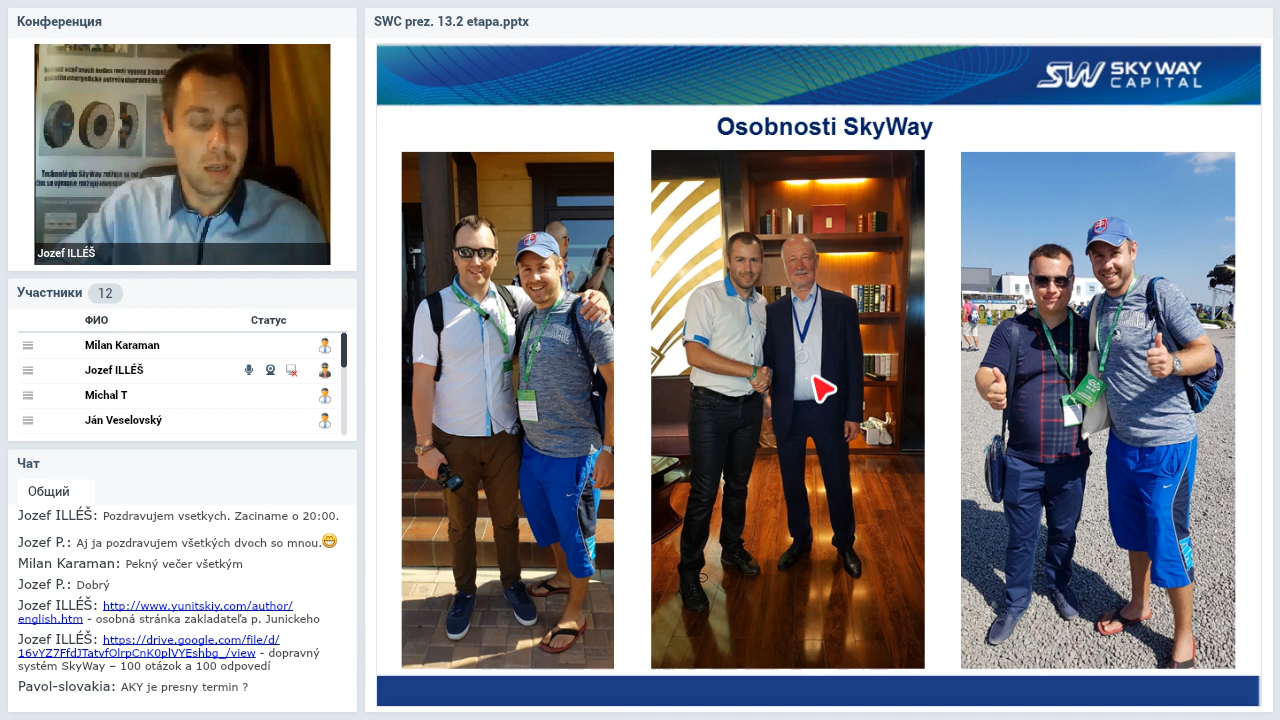 Конференция
Jozef ILLÉŠ
Участники 12
ФИО Статус
Milan Karaman
Jozef ILLÉŠ
Michal T
Ján Veselovský
Чат
Общий
Jozef ILLÉŠ: Pozdravujem vsetkych. Zaciname o 20:00.
Jozef P.: Aj ja pozdravujem všetkých dvoch so mnou.
Milan Karaman: Pekný večer všetkým
Jozef P.: Dobrý
Jozef ILLÉŠ: http://www.yunitskiy.com/author/
english.htm - osobná stránka zakladateľa p. Junickeho
Jozef ILLÉŠ: https://drive.google.com/file/d/
16vYZ7FfdJTatvfOlrpCnK0plVYEshbg_/view - dopravný
systém SkyWay – 100 otázok a 100 odpovedí
Pavol-slovakia: AKY je presny termin ?
SWC prez. 13.2 etapa.pptx
SW SKY WAY
CAPITAL
Osobnosti SkyWay